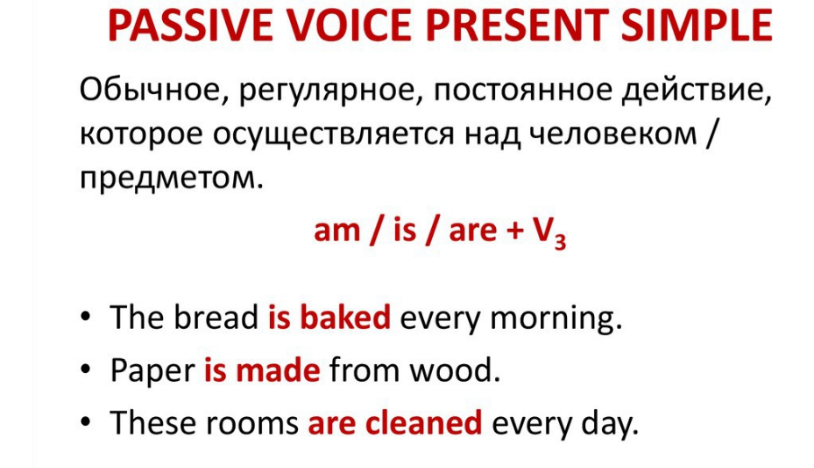 PASSIVE VOICE PRESENT SIMPLE
Обычное, регулярное, постоянное действие,
которое осуществляется над человеком /
предметом.
am / is / are + V₃
• The bread is baked every morning.
• Paper is made from wood.
• These rooms are cleaned every day.